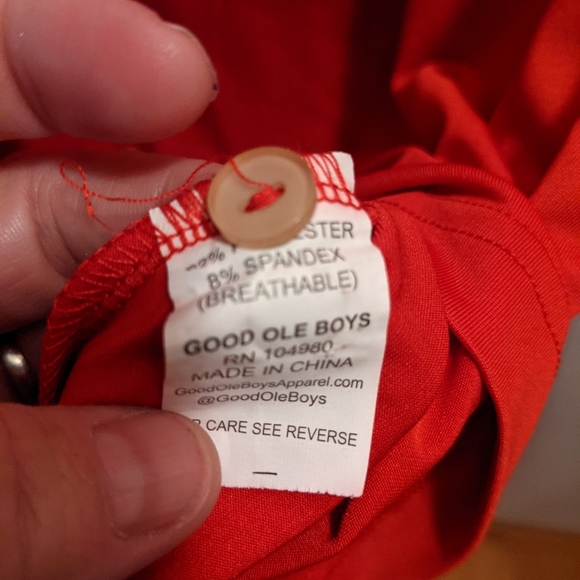 8% SPANDEX
(BREATHABLE)
GOOD OLE BOYS
RN 104980
MADE IN CHINA
GoodOleBoysApparel.com
@GoodOleBoys
CARE SEE REVERSE